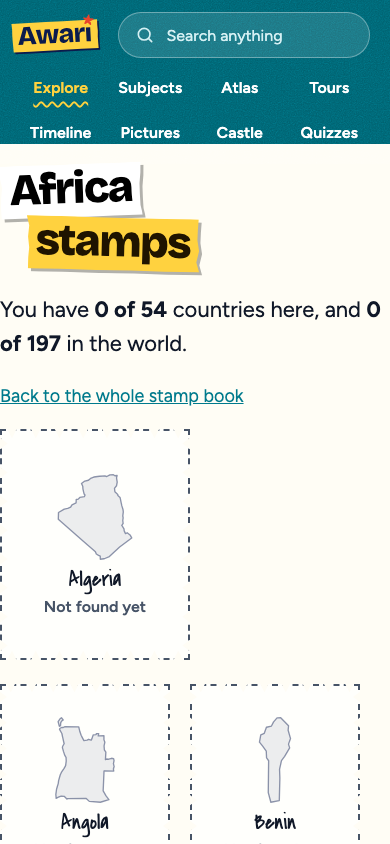 Awari
Search anything
Explore Subjects Atlas Tours
Timeline Pictures Castle Quizzes
Africa
stamps
You have 0 of 54 countries here, and 0
of 197 in the world.
Back to the whole stamp book
Algeria
Not found yet
Angola Benin